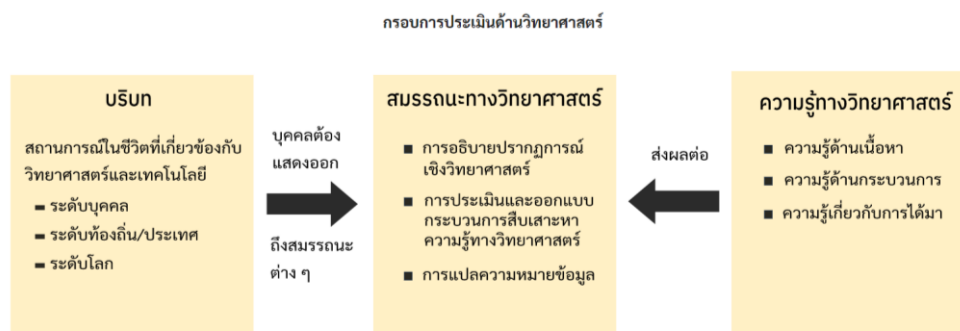 กรอบการประเมินด้านวิทยาศาสตร์
บริบท
สถานการณ์ในชีวิตที่เกี่ยวข้องกับ
วิทยาศาสตร์และเทคโนโลยี
ระดับบุคคล
ระดับท้องถิ่น/ประเทศ
ระดับโลก
บุคคลต้อง
แสดงออก
ถึงสมรรถนะ
ต่าง ๆ
สมรรถนะทางวิทยาศาสตร์
การอธิบายปรากฏการณ์
เชิงวิทยาศาสตร์
การประเมินและออกแบบ
กระบวนการสืบเสาะหา
ความรู้ทางวิทยาศาสตร์
การแปลความหมายข้อมูล
ส่งผลต่อ
ความรู้ทางวิทยาศาสตร์
ความรู้ด้านเนื้อหา
ความรู้ด้านกระบวนการ
ความรู้เกี่ยวกับการได้มา